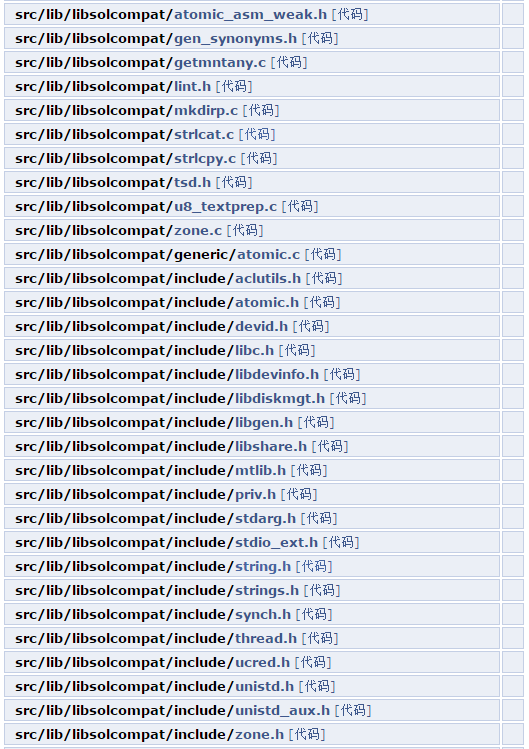 src/lib/libsolcompat/atomic_asm_weak.h [代码]
src/lib/libsolcompat/gen_synonyms.h [代码]
src/lib/libsolcompat/getmntany.c [代码]
src/lib/libsolcompat/lint.h [代码]
src/lib/libsolcompat/mkdirp.c [代码]
src/lib/libsolcompat/strlcat.c [代码]
src/lib/libsolcompat/strlcpy.c [代码]
src/lib/libsolcompat/tsd.h [代码]
src/lib/libsolcompat/u8_textprep.c [代码]
src/lib/libsolcompat/zone.c [代码]
src/lib/libsolcompat/generic/atomic.c [代码]
src/lib/libsolcompat/include/aclutils.h [代码]
src/lib/libsolcompat/include/atomic.h [代码]
src/lib/libsolcompat/include/devid.h [代码]
src/lib/libsolcompat/include/libc.h [代码]
src/lib/libsolcompat/include/libdevinfo.h [代码]
src/lib/libsolcompat/include/libdiskmgt.h [代码]
src/lib/libsolcompat/include/libgen.h [代码]
src/lib/libsolcompat/include/libshare.h [代码]
src/lib/libsolcompat/include/mtlib.h [代码]
src/lib/libsolcompat/include/priv.h [代码]
src/lib/libsolcompat/include/stdarg.h [代码]
src/lib/libsolcompat/include/stdio_ext.h [代码]
src/lib/libsolcompat/include/string.h [代码]
src/lib/libsolcompat/include/strings.h [代码]
src/lib/libsolcompat/include/synch.h [代码]
src/lib/libsolcompat/include/thread.h [代码]
src/lib/libsolcompat/include/ucred.h [代码]
src/lib/libsolcompat/include/unistd.h [代码]
src/lib/libsolcompat/include/unistd_aux.h [代码]
src/lib/libsolcompat/include/zone.h [代码]